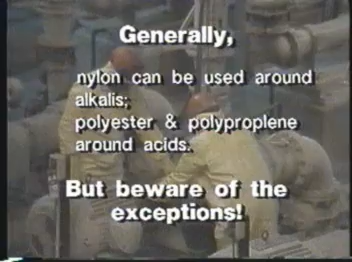 Generally,
nylon can be used around
alkalis;
polyester & polyproplene
around acids.
But beware of the
exceptions!